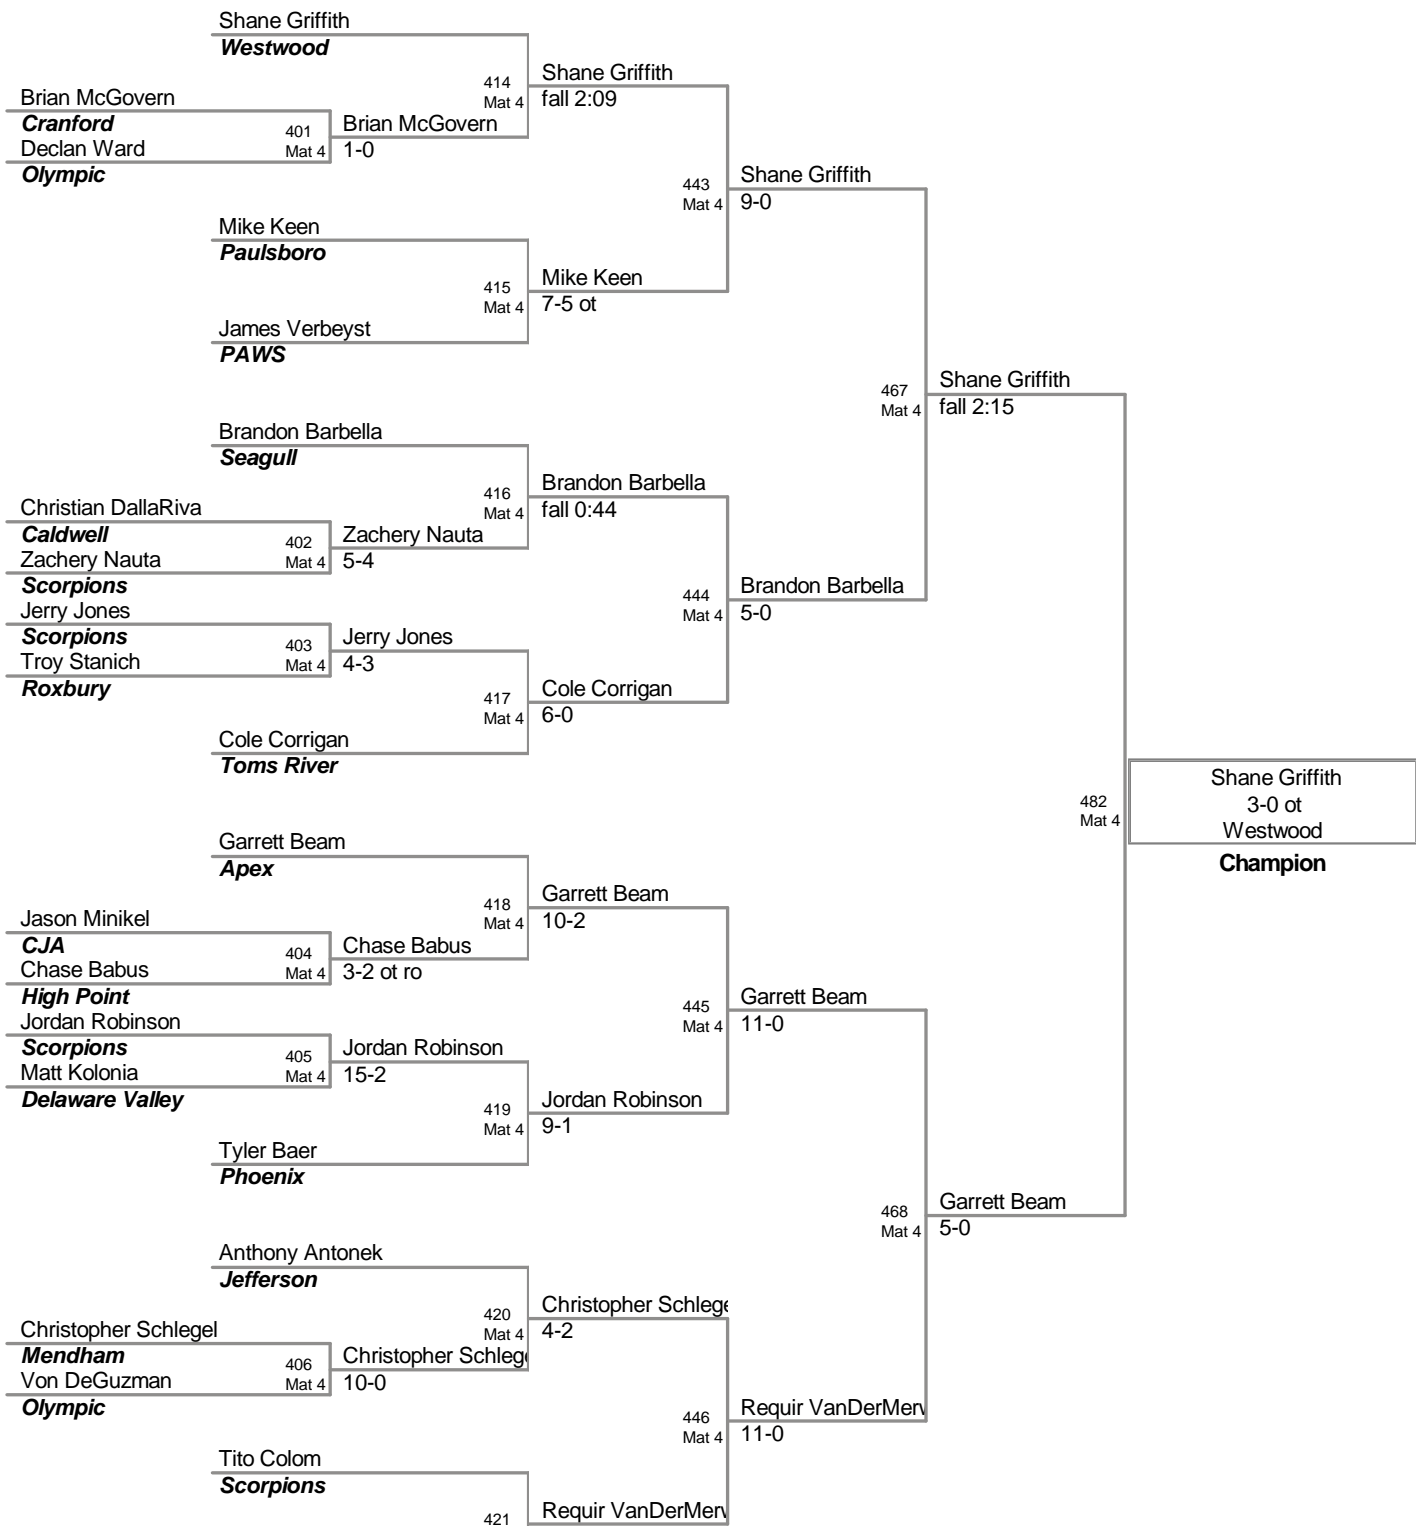 Shane Griffith
Westwood
414
Mat 4
Shane Griffith
fall 2:09
Brian McGovern
Cranford
401
Mat 4
Brian McGovern
1-0
Declan Ward
Olympic
443
Mat 4
Shane Griffith
9-0
Mike Keen
Paulsboro
415
Mat 4
Mike Keen
7-5 ot
James Verbeyst
PAWS
467
Mat 4
Shane Griffith
fall 2:15
Brandon Barbella
Seagull
416
Mat 4
Brandon Barbella
fall 0:44
Christian DallaRiva
Caldwell
402
Mat 4
Zachery Nauta
5-4
Zachery Nauta
Scorpions
444
Mat 4
Brandon Barbella
5-0
Jerry Jones
Scorpions
403
Mat 4
Jerry Jones
4-3
Troy Stanich
Roxbury
417
Mat 4
Cole Corrigan
6-0
Cole Corrigan
Toms River
482
Mat 4
Shane Griffith
3-0 ot
Westwood
Champion
Garrett Beam
Apex
418
Mat 4
Garrett Beam
10-2
Jason Minikel
CJA
404
Mat 4
Chase Babus
3-2 ot ro
Chase Babus
High Point
445
Mat 4
Garrett Beam
11-0
Jordan Robinson
Scorpions
405
Mat 4
Jordan Robinson
15-2
Matt Kolonia
Delaware Valley
419
Mat 4
Jordan Robinson
9-1
Tyler Baer
Phoenix
468
Mat 4
Garrett Beam
5-0
Anthony Antonek
Jefferson
420
Mat 4
Christopher Schlege
4-2
Christopher Schlegel
Mendham
406
Mat 4
Christopher Schlege
10-0
Von DeGuzman
Olympic
446
Mat 4
Requir VanDerMer
11-0
Tito Colom
Scorpions
421
Requir VanDerMer